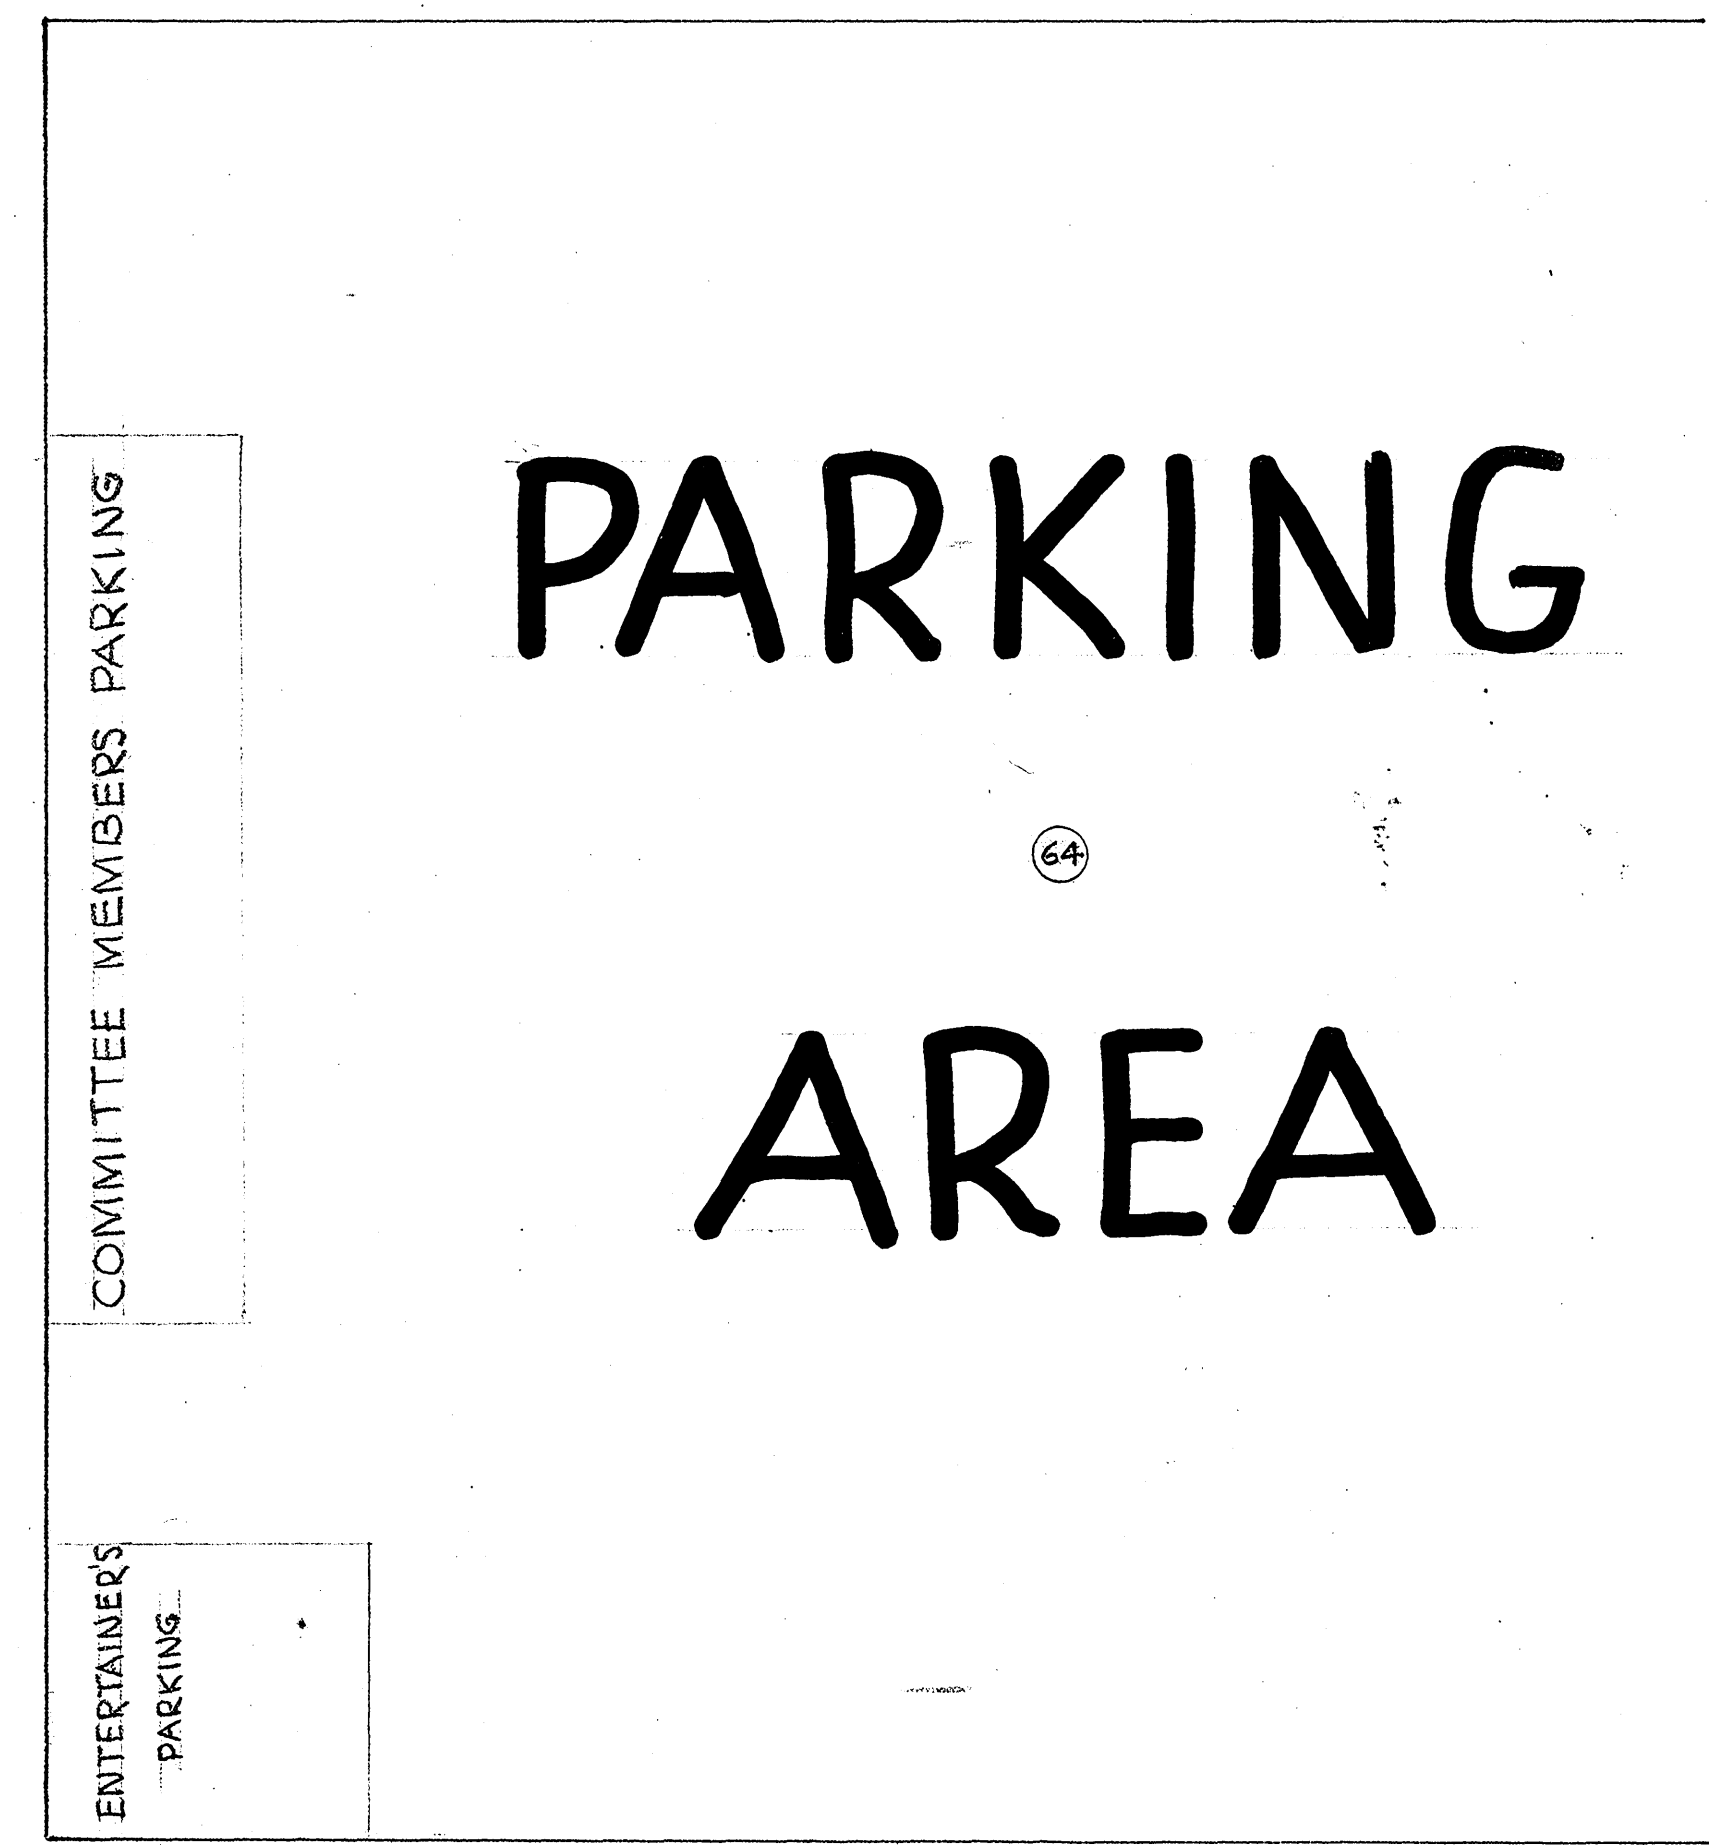 PARKING
64
AREA
COMMITTEE MEMBERS PARKING
ENTERTAINER'S
PARKING